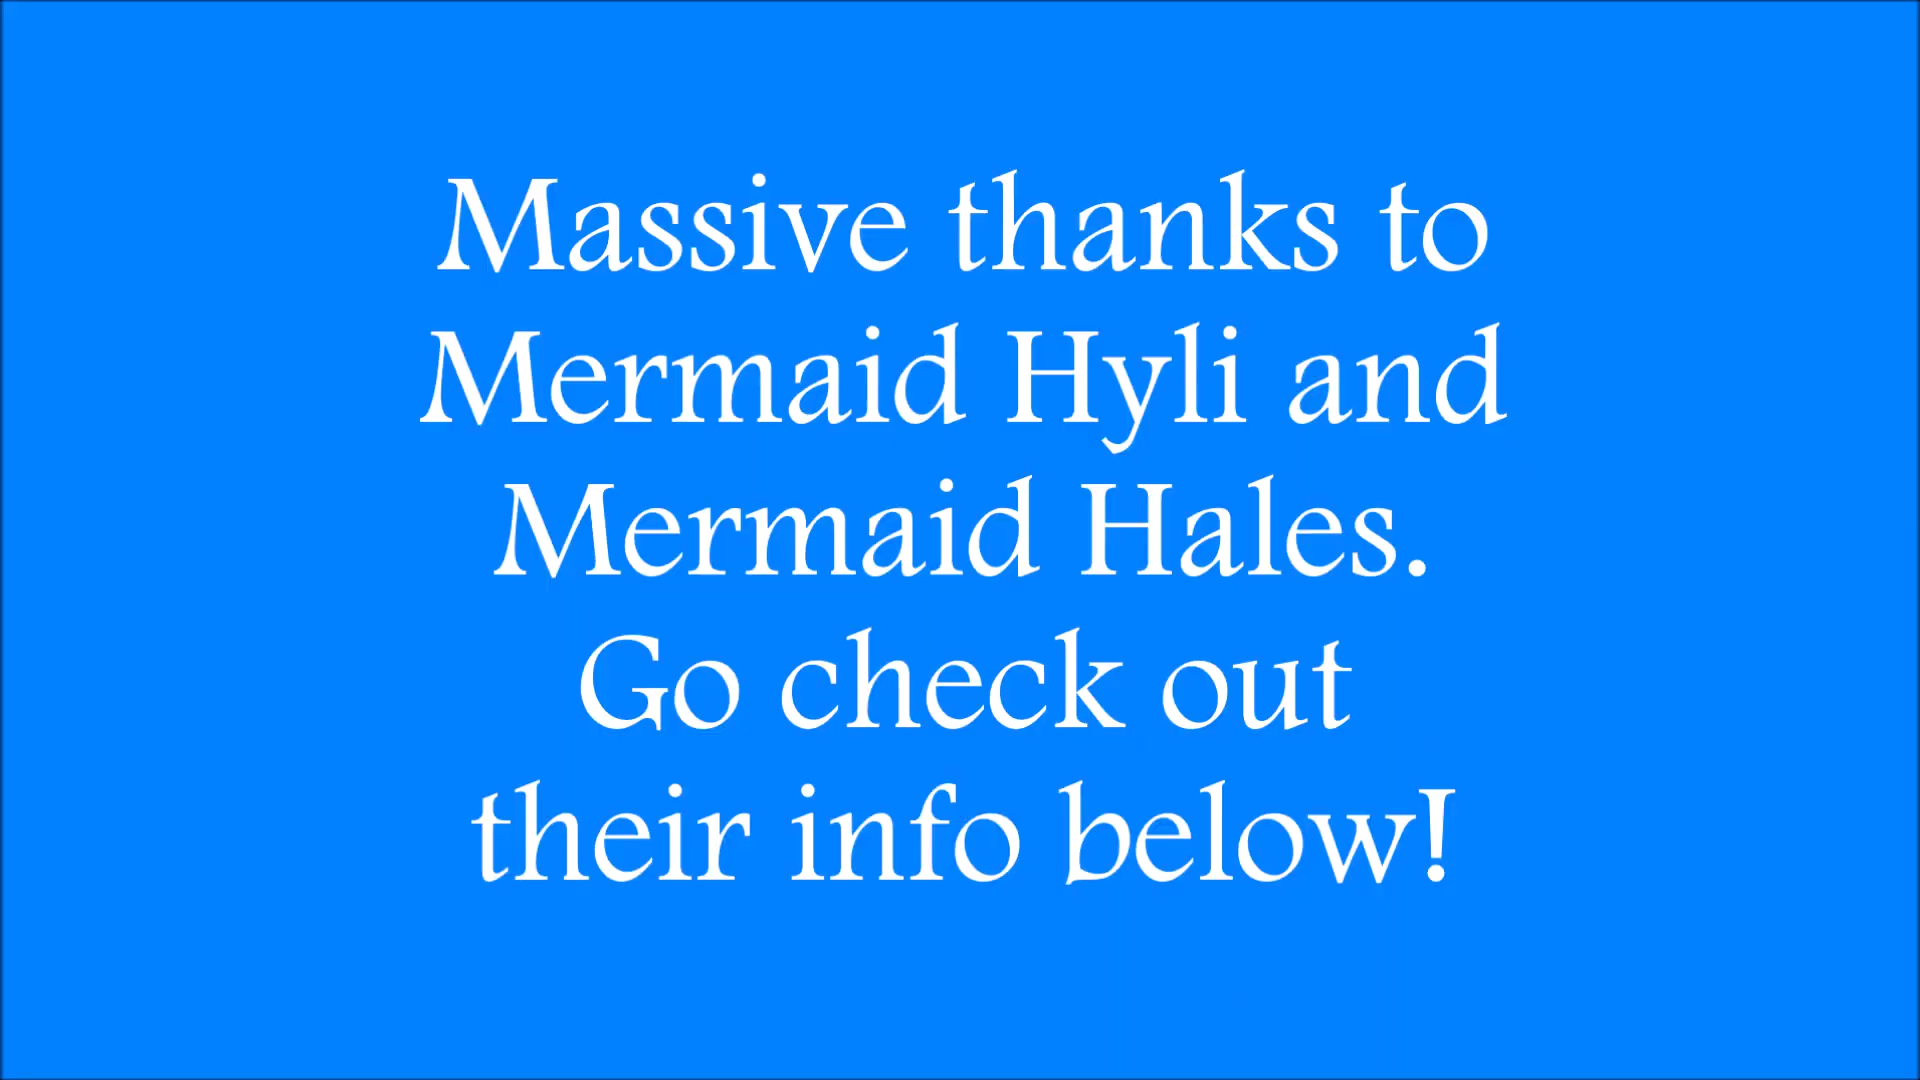 Massive thanks to
Mermaid Hyli and
Mermaid Hales.
Go check out
their info below!